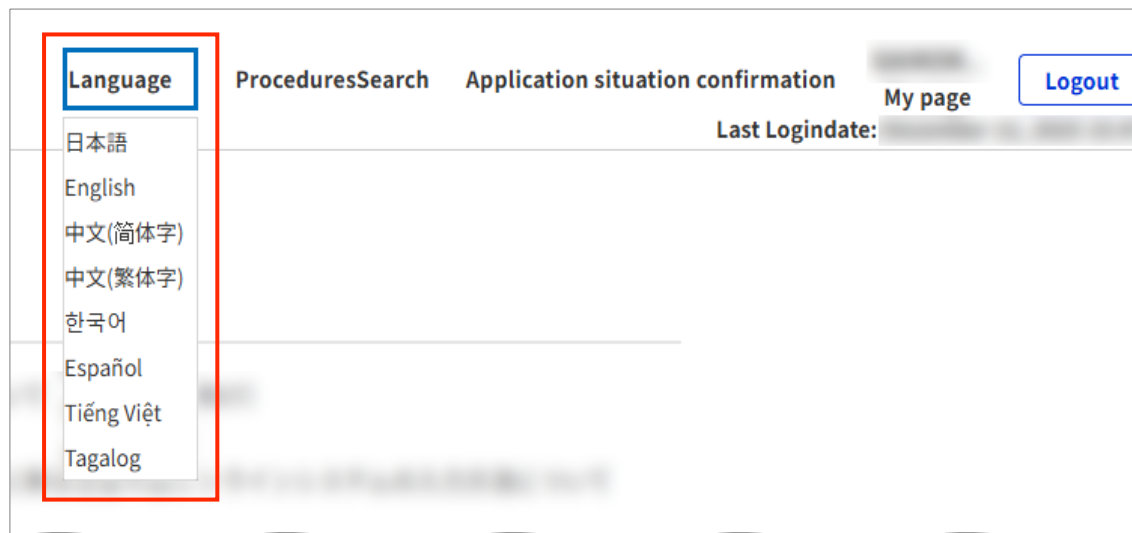 Language ProceduresSearch Application situation confirmation My page Logout
Last Logindate:
日本語
English
中文(简体字)
中文(繁体字)
한국어
Español
Tiếng Việt
Tagalog